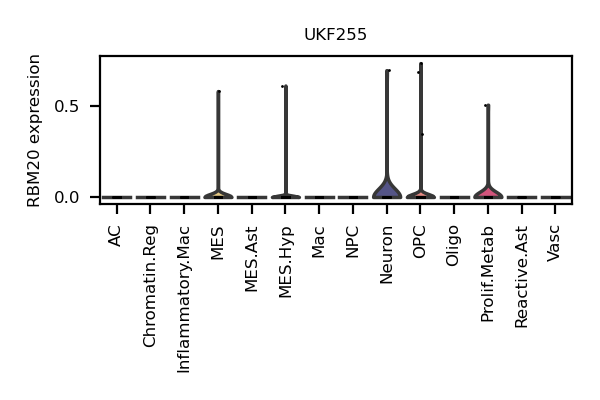 UKF255
RBM20 expression
0.5
0.0
AC
Chromatin.Reg
Inflammatory.Mac
MES
MES.Ast
MES.Hyp
Mac
NPC
Neuron
OPC
Oligo
Prolif.Metab
Reactive.Ast
Vasc